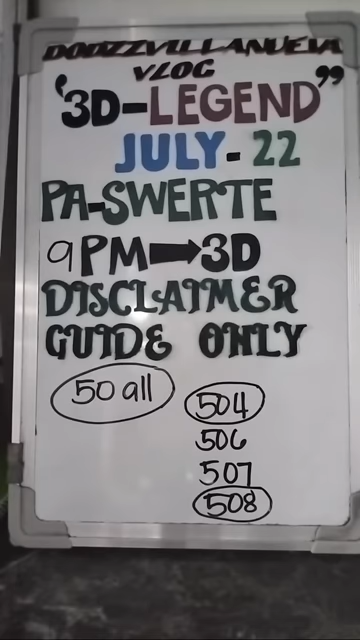 DODZZVILLANUEVA
VLOG
“3D-LEGEND”
JULY-22
PA-SWERTE
9PM➡3D
DISCLAIMER
GUIDE ONLY
50 all
504
506
507
508